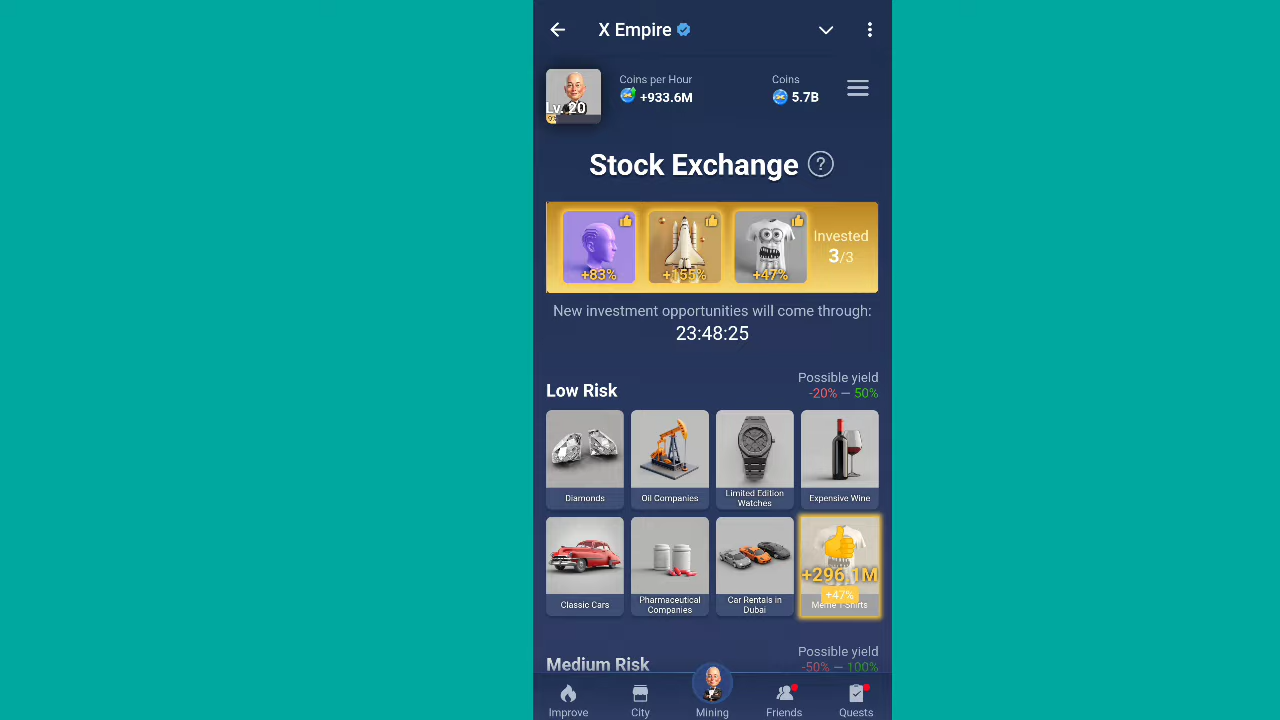 X Empire
Coins per Hour
+933.6M
Coins
5.7B
Lv. 20
Stock Exchange ?
+83%
+155%
+47%
Invested
3/3
New investment opportunities will come through:
23:48:25
Low Risk
Possible yield
-20% — 50%
Diamonds
Oil Companies
Limited Edition
Watches
Expensive Wine
Classic Cars
Pharmaceutical
Companies
Car Rentals in
Dubai
+296.1M
+47%
Meme T-Shirts
Medium Risk
Possible yield
-50% — 100%
Improve
City
Mining
Friends
Quests